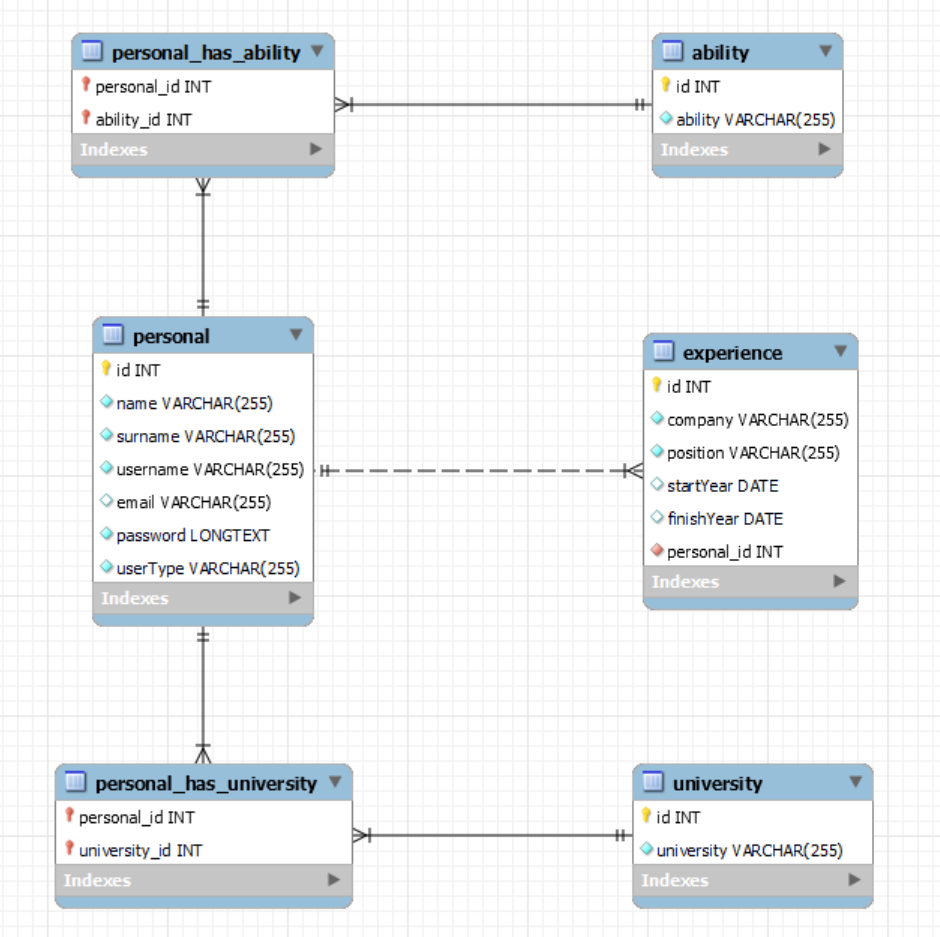 personal_has_ability
personal_id INT
ability_id INT
Indexes
ability
id INT
ability VARCHAR(255)
Indexes
personal
id INT
name VARCHAR(255)
surname VARCHAR(255)
username VARCHAR(255)
email VARCHAR(255)
password LONGTEXT
userType VARCHAR(255)
Indexes
experience
id INT
company VARCHAR(255)
position VARCHAR(255)
startYear DATE
finishYear DATE
personal_id INT
Indexes
personal_has_university
personal_id INT
university_id INT
Indexes
university
id INT
university VARCHAR(255)
Indexes